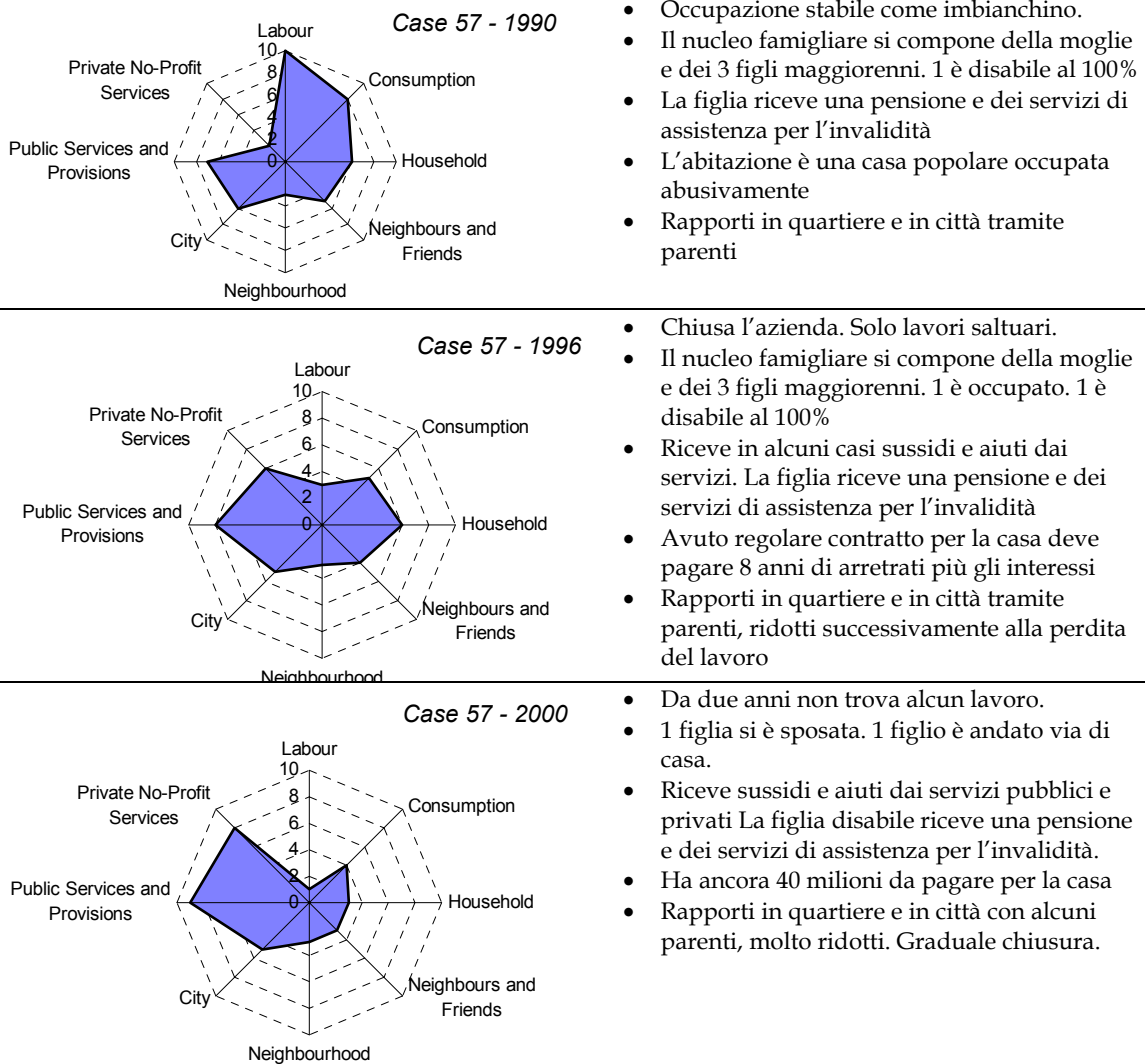 Case 57 - 1990
Labour
10
8
6
4
2
0
Consumption
Household
Neighbours and
Friends
Neighbourhood
City
Public Services and
Provisions
Private No-Profit
Services
• Occupazione stabile come imbianchino.
• Il nucleo famigliare si compone della moglie
e dei 3 figli maggiorenni. 1 è disabile al 100%
• La figlia riceve una pensione e dei servizi di
assistenza per l'invalidità
• L'abitazione è una casa popolare occupata
abusivamente
• Rapporti in quartiere e in città tramite
parenti
Case 57 - 1996
Labour
10
8
6
4
2
0
Consumption
Household
Neighbours and
Friends
Neighbourhood
City
Public Services and
Provisions
Private No-Profit
Services
• Chiusa l'azienda. Solo lavori saltuari.
• Il nucleo famigliare si compone della moglie
e dei 3 figli maggiorenni. 1 è occupato. 1 è
disabile al 100%
• Riceve in alcuni casi sussidi e aiuti dai
servizi. La figlia riceve una pensione e dei
servizi di assistenza per l'invalidità
• Avuto regolare contratto per la casa deve
pagare 8 anni di arretrati più gli interessi
• Rapporti in quartiere e in città tramite
parenti, ridotti successivamente alla perdita
del lavoro
Case 57 - 2000
Labour
10
8
6
4
2
0
Consumption
Household
Neighbours and
Friends
Neighbourhood
City
Public Services and
Provisions
Private No-Profit
Services
• Da due anni non trova alcun lavoro.
• 1 figlia si è sposata. 1 figlio è andato via di
casa.
• Riceve sussidi e aiuti dai servizi pubblici e
privati La figlia disabile riceve una pensione
e dei servizi di assistenza per l'invalidità.
• Ha ancora 40 milioni da pagare per la casa
• Rapporti in quartiere e in città con alcuni
parenti, molto ridotti. Graduale chiusura.